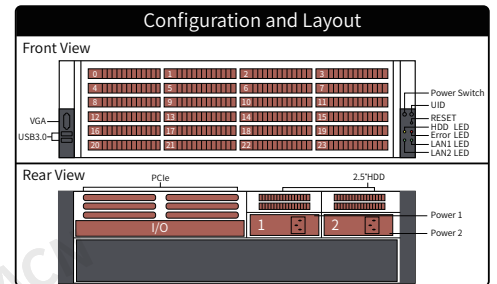 Configuration and Layout
Front View
0 1 2 3
4 5 6 7
8 9 10 11
12 13 14 15
16 17 18 19
20 21 22 23
VGA
USB3.0
Power Switch
UID
RESET
HDD LED
Error LED
LAN1 LED
LAN2 LED
Rear View
PCIe
2.5"HDD
I/O
1
2
Power 1
Power 2